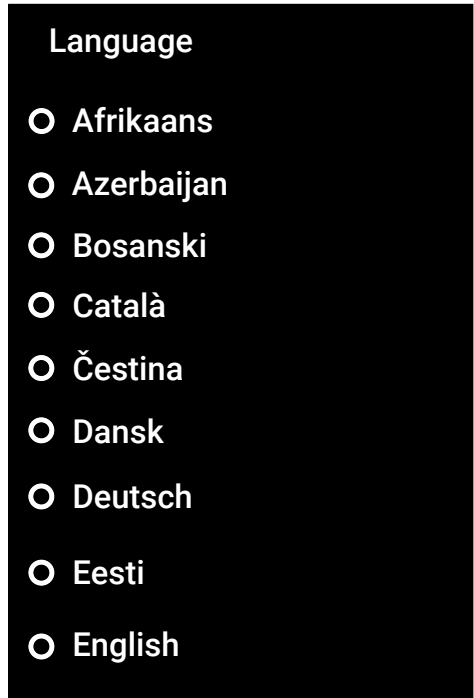 Language
Afrikaans
Azerbaijan
Bosanski
Català
Čestina
Dansk
Deutsch
Eesti
English